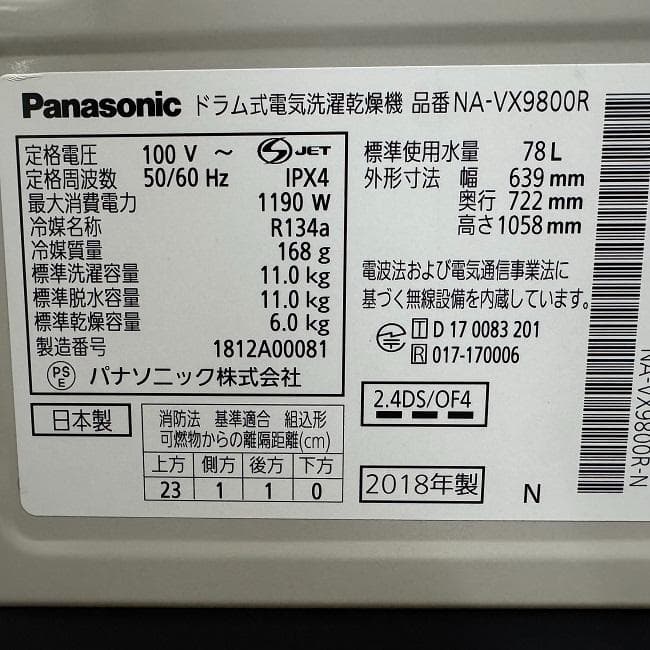 Panasonic ドラム式電気洗濯乾燥機 品番 NA-VX9800R
定格電圧 100 V ～ JET
定格周波数 50/60 Hz IPX4
最大消費電力 1190 W
冷媒名称 R134a
冷媒質量 168 g
標準洗濯容量 11.0 kg
標準脱水容量 11.0 kg
標準乾燥容量 6.0 kg
製造番号 1812A00081
PS E パナソニック株式会社
標準使用水量 78 L
外形寸法 幅 639 mm
奥行 722 mm
高さ 1058 mm
電波法および電気通信事業法に
基づく無線設備を内蔵しています。
T D 17 0083 201
R 017-170006
2.4DS/OF4
日本製
消防法 基準適合 組込形
可燃物からの離隔距離(cm)
上方 側方 後方 下方
23 1 1 0
2018年製 N
NA-VX9800R-N